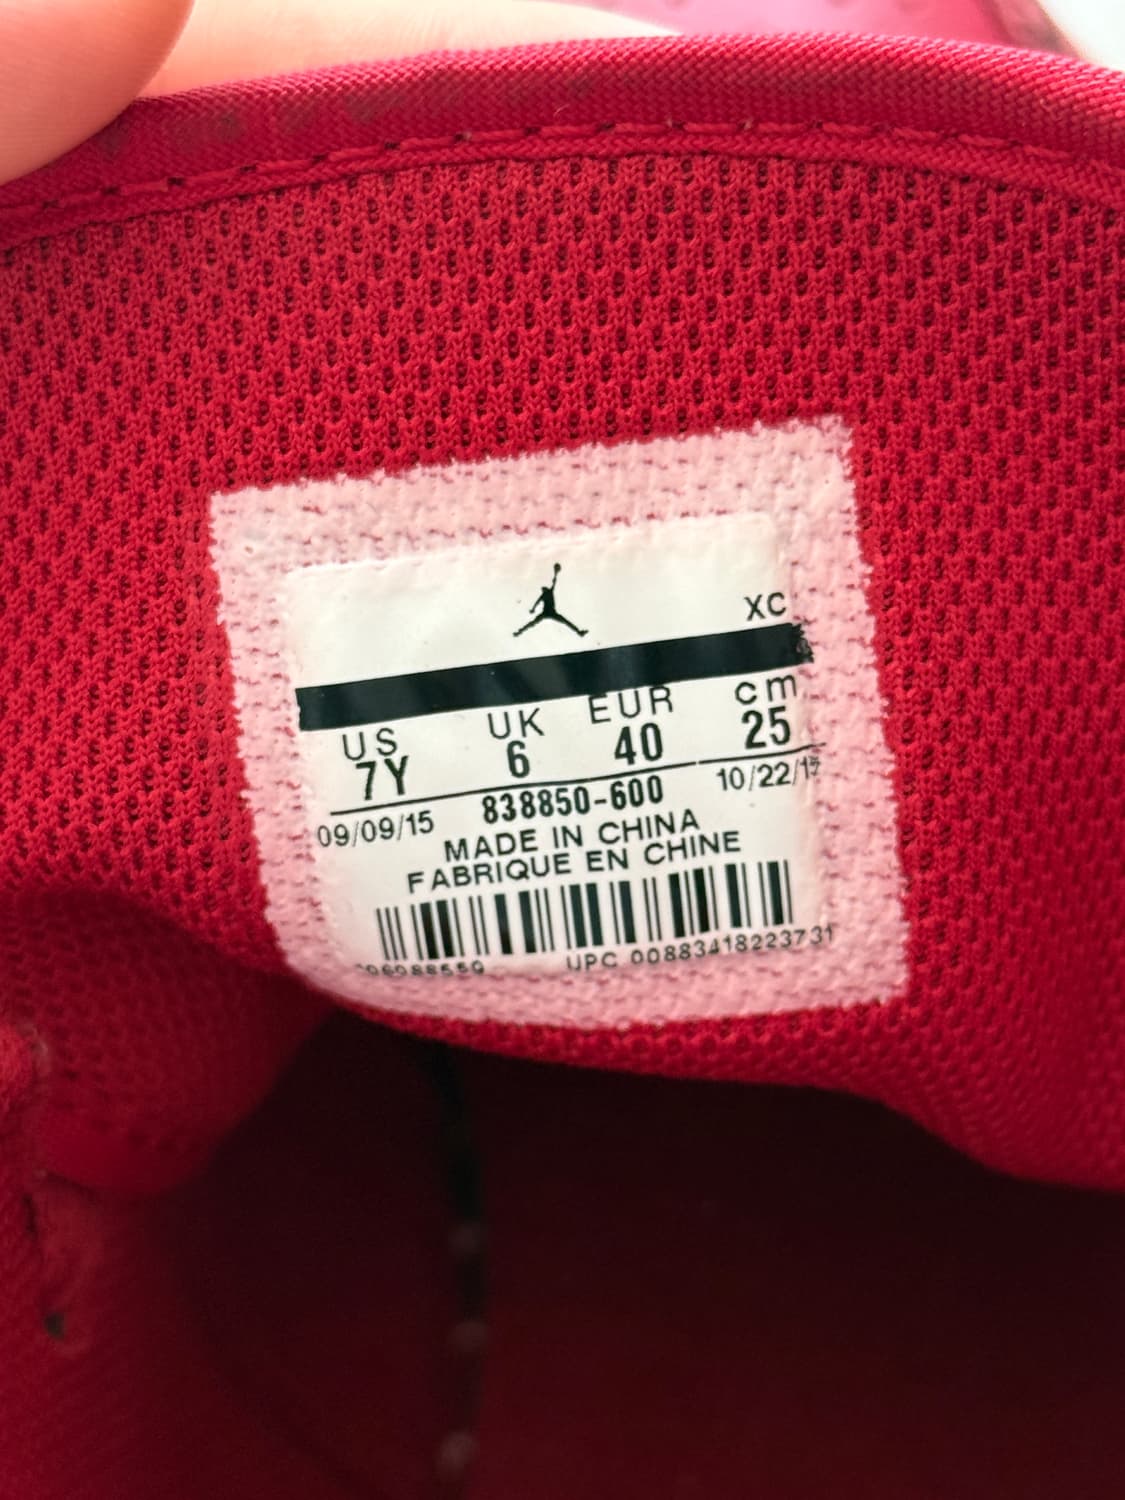 XC
US UK EUR cm
7Y 6 40 25
09/09/15 838850-600 10/22/15
MADE IN CHINA
FABRIQUE EN CHINE
UPC 00883418223731